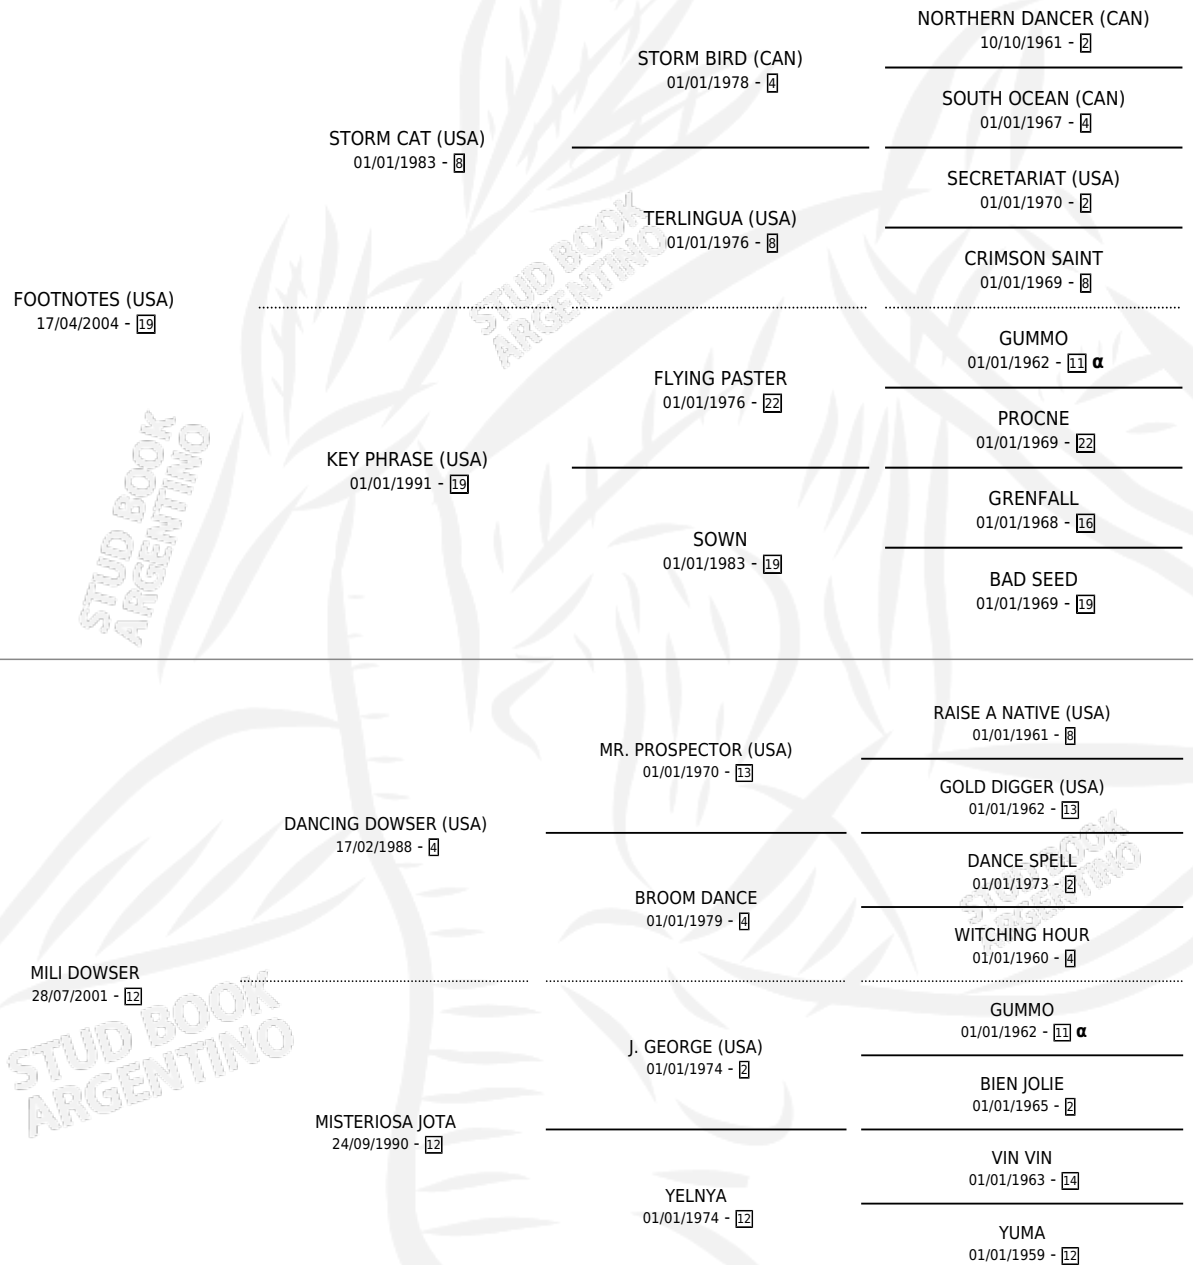 NORTHERN DANCER (CAN)
10/10/1961 - 2
STORM BIRD (CAN)
01/01/1978 - 4
SOUTH OCEAN (CAN)
01/01/1967 - 4
STORM CAT (USA)
01/01/1983 - 8
SECRETARIAT (USA)
01/01/1970 - 2
TERLINGUA (USA)
01/01/1976 - 8
CRIMSON SAINT
01/01/1969 - 8
FOOTNOTES (USA)
17/04/2004 - 19
GUMMO
01/01/1962 - 11 α
FLYING PASTER
01/01/1976 - 22
PROCNE
01/01/1969 - 22
KEY PHRASE (USA)
01/01/1991 - 19
GRENFALL
01/01/1968 - 16
SOWN
01/01/1983 - 19
BAD SEED
01/01/1969 - 19
RAISE A NATIVE (USA)
01/01/1961 - 8
MR. PROSPECTOR (USA)
01/01/1970 - 13
GOLD DIGGER (USA)
01/01/1962 - 13
DANCING DOWSER (USA)
17/02/1988 - 4
DANCE SPELL
01/01/1973 - 2
BROOM DANCE
01/01/1979 - 4
WITCHING HOUR
01/01/1960 - 4
MILI DOWSER
28/07/2001 - 12
GUMMO
01/01/1962 - 11 α
J. GEORGE (USA)
01/01/1974 - 2
BIEN JOLIE
01/01/1965 - 2
MISTERIOSA JOTA
24/09/1990 - 12
VIN VIN
01/01/1963 - 14
YELNYA
01/01/1974 - 12
YUMA
01/01/1959 - 12
STUD BOOK
ARGENTINO
STUD BOOK
ARGENTINO
STUD BOOK
ARGENTINO
STUD BOOK
ARGENTINO